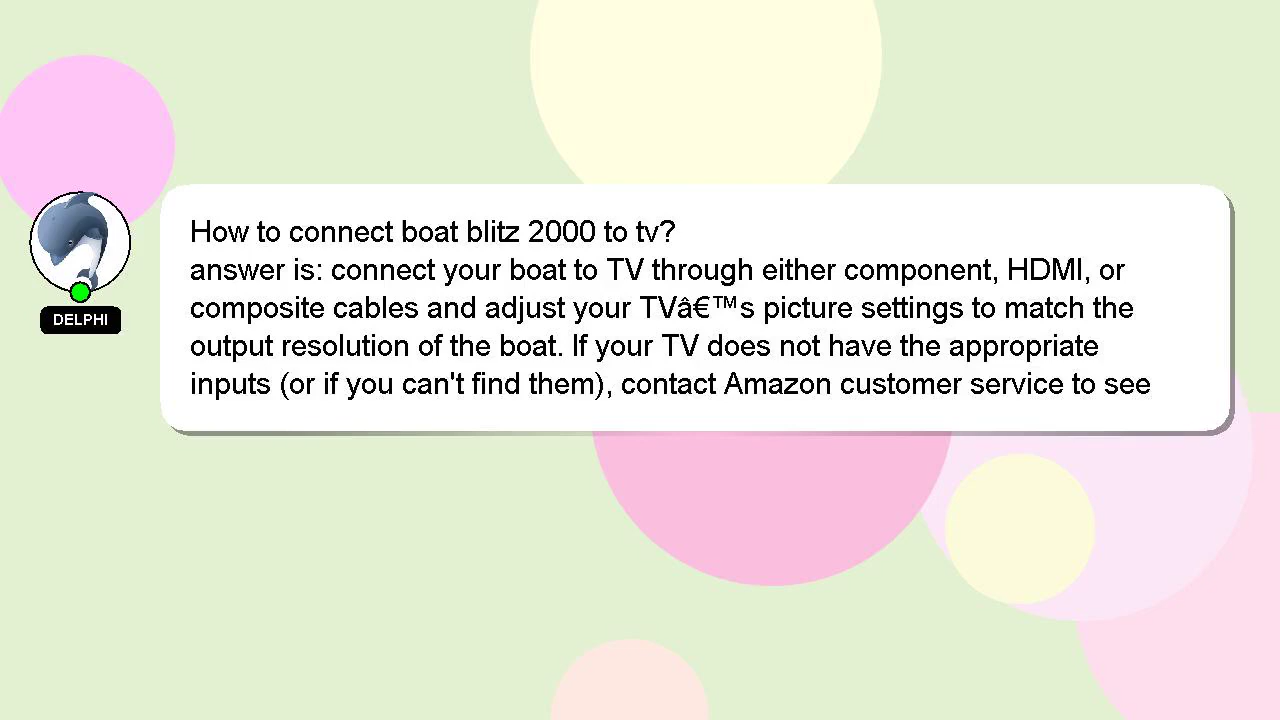 How to connect boat blitz 2000 to tv?
answer is: connect your boat to TV through either component, HDMI, or
composite cables and adjust your TVâ€™s picture settings to match the
output resolution of the boat. If your TV does not have the appropriate
inputs (or if you can't find them), contact Amazon customer service to see
DELPHI